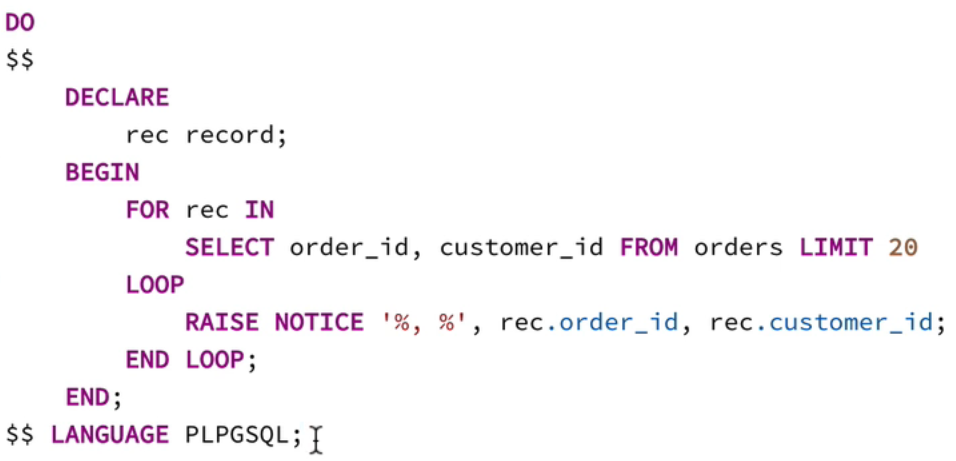 DO
$$
DECLARE
rec record;
BEGIN
FOR rec IN
SELECT order_id, customer_id FROM orders LIMIT 20
LOOP
RAISE NOTICE '%, %', rec.order_id, rec.customer_id;
END LOOP;
END;
$$ LANGUAGE PLPGSQL;